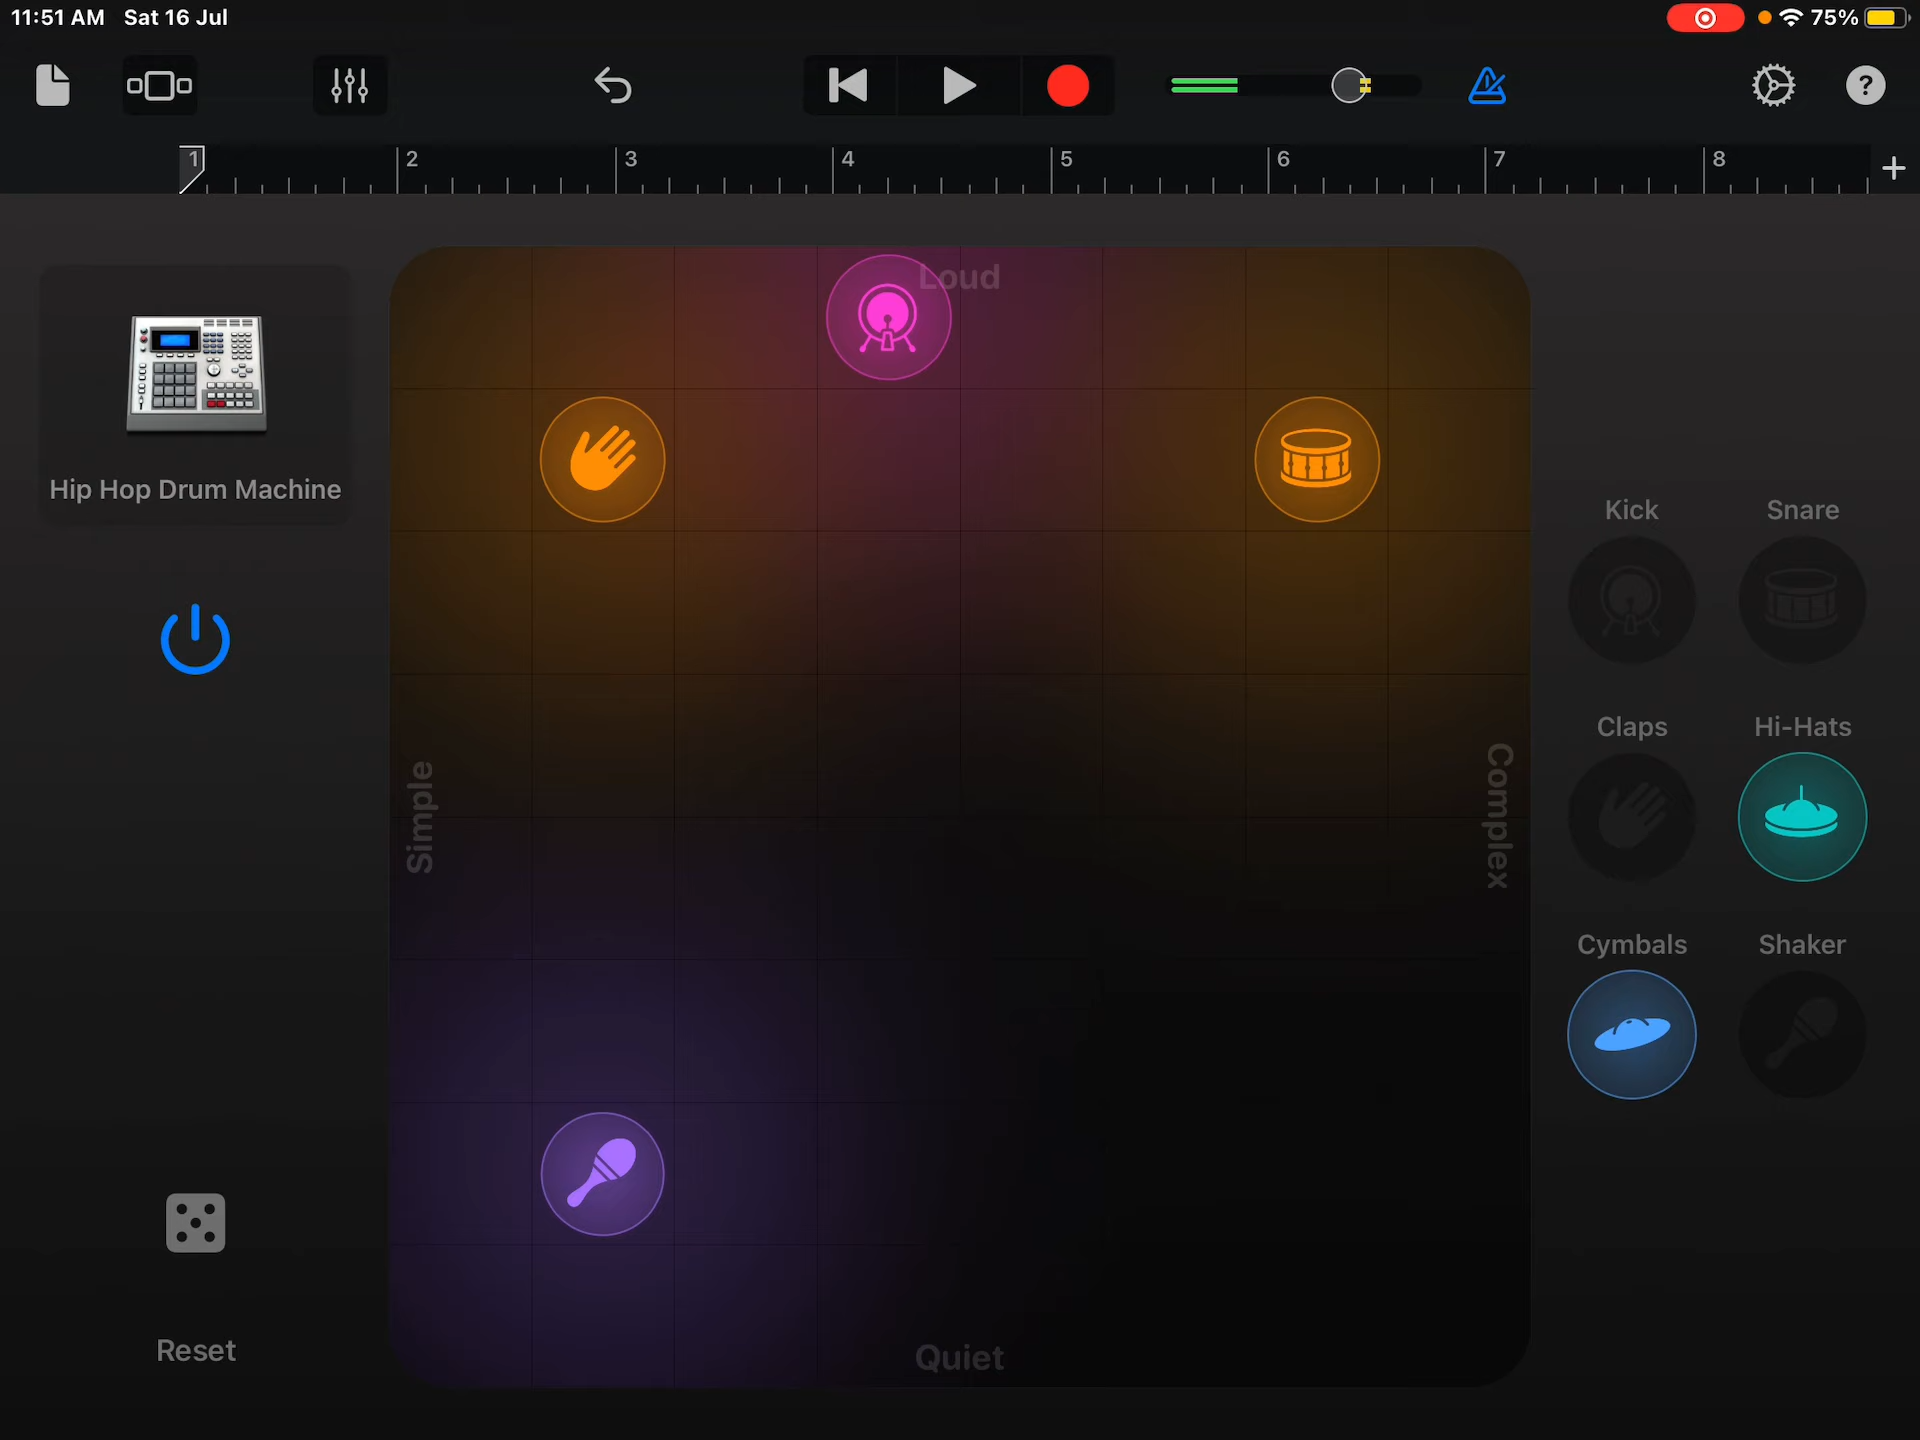 11:51 AM Sat 16 Jul
75%
1 2 3 4 5 6 7 8
Loud
Hip Hop Drum Machine
Kick Snare
Claps Hi-Hats
Simple
Complex
Cymbals Shaker
Reset
Quiet